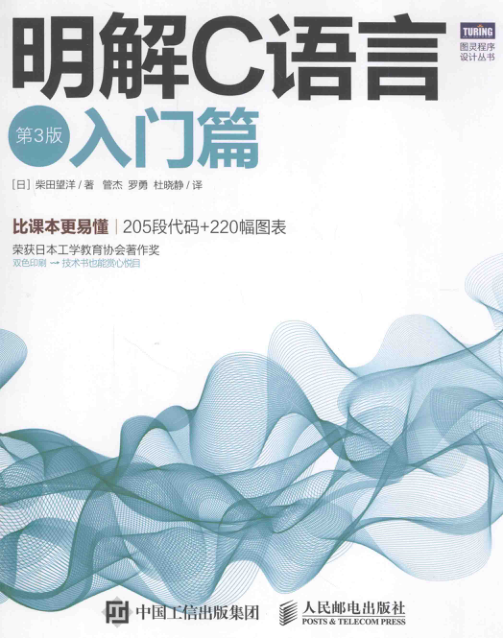 TURING
图灵程序
设计丛书
明解C语言
第3版
入门篇
[日] 柴田望洋/著 管杰 罗勇 杜晓静/译
比课本更易懂|205段代码+220幅图表
荣获日本工学教育协会著作奖
双色印刷→技术书也能赏心悦目
中国工信出版集团
人民邮电出版社
POSTS & TELECOM PRESS